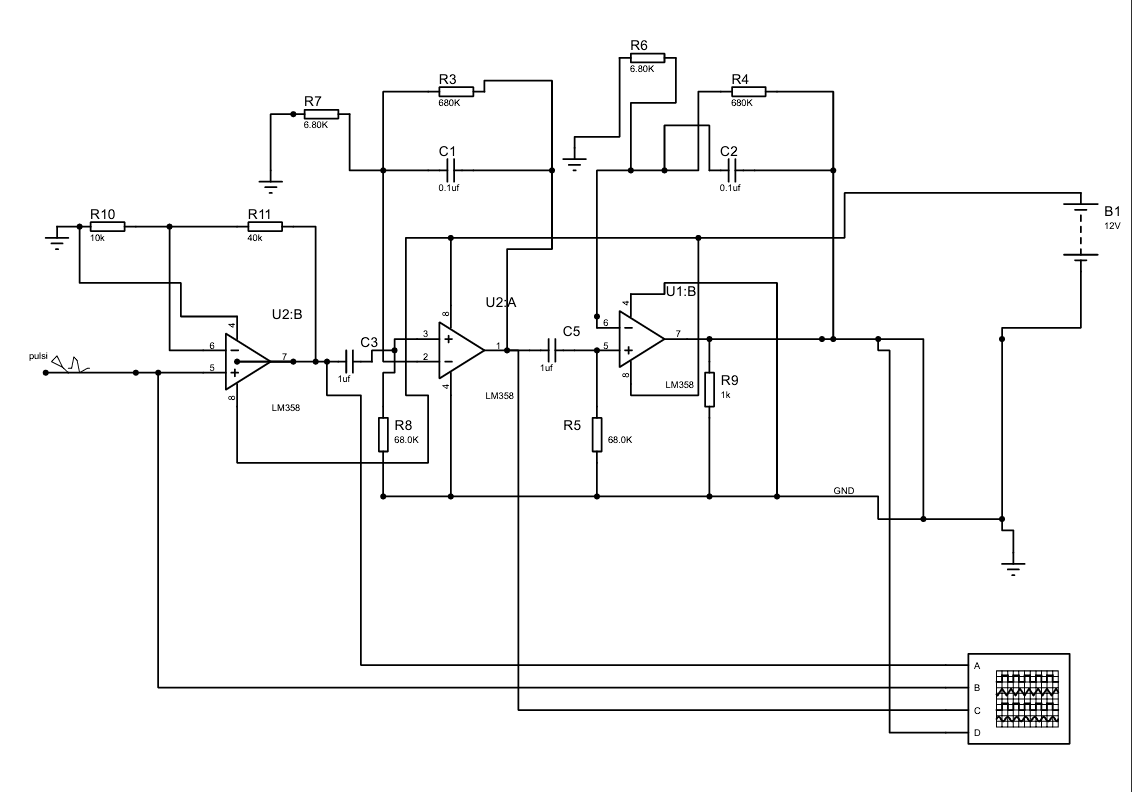 R6
6.80K
R3
680K
R4
680K
R7
6.80K
C1
0.1uf
C2
0.1uf
R10
10k
R11
40k
B1
12V
U2:B
4
6
7
5
8
LM358
pulsi
C3
1uf
U2:A
8
3
1
2
4
LM358
C5
1uf
U1:B
4
6
7
5
8
LM358
R9
1k
R8
68.0K
R5
68.0K
GND
A
B
C
D